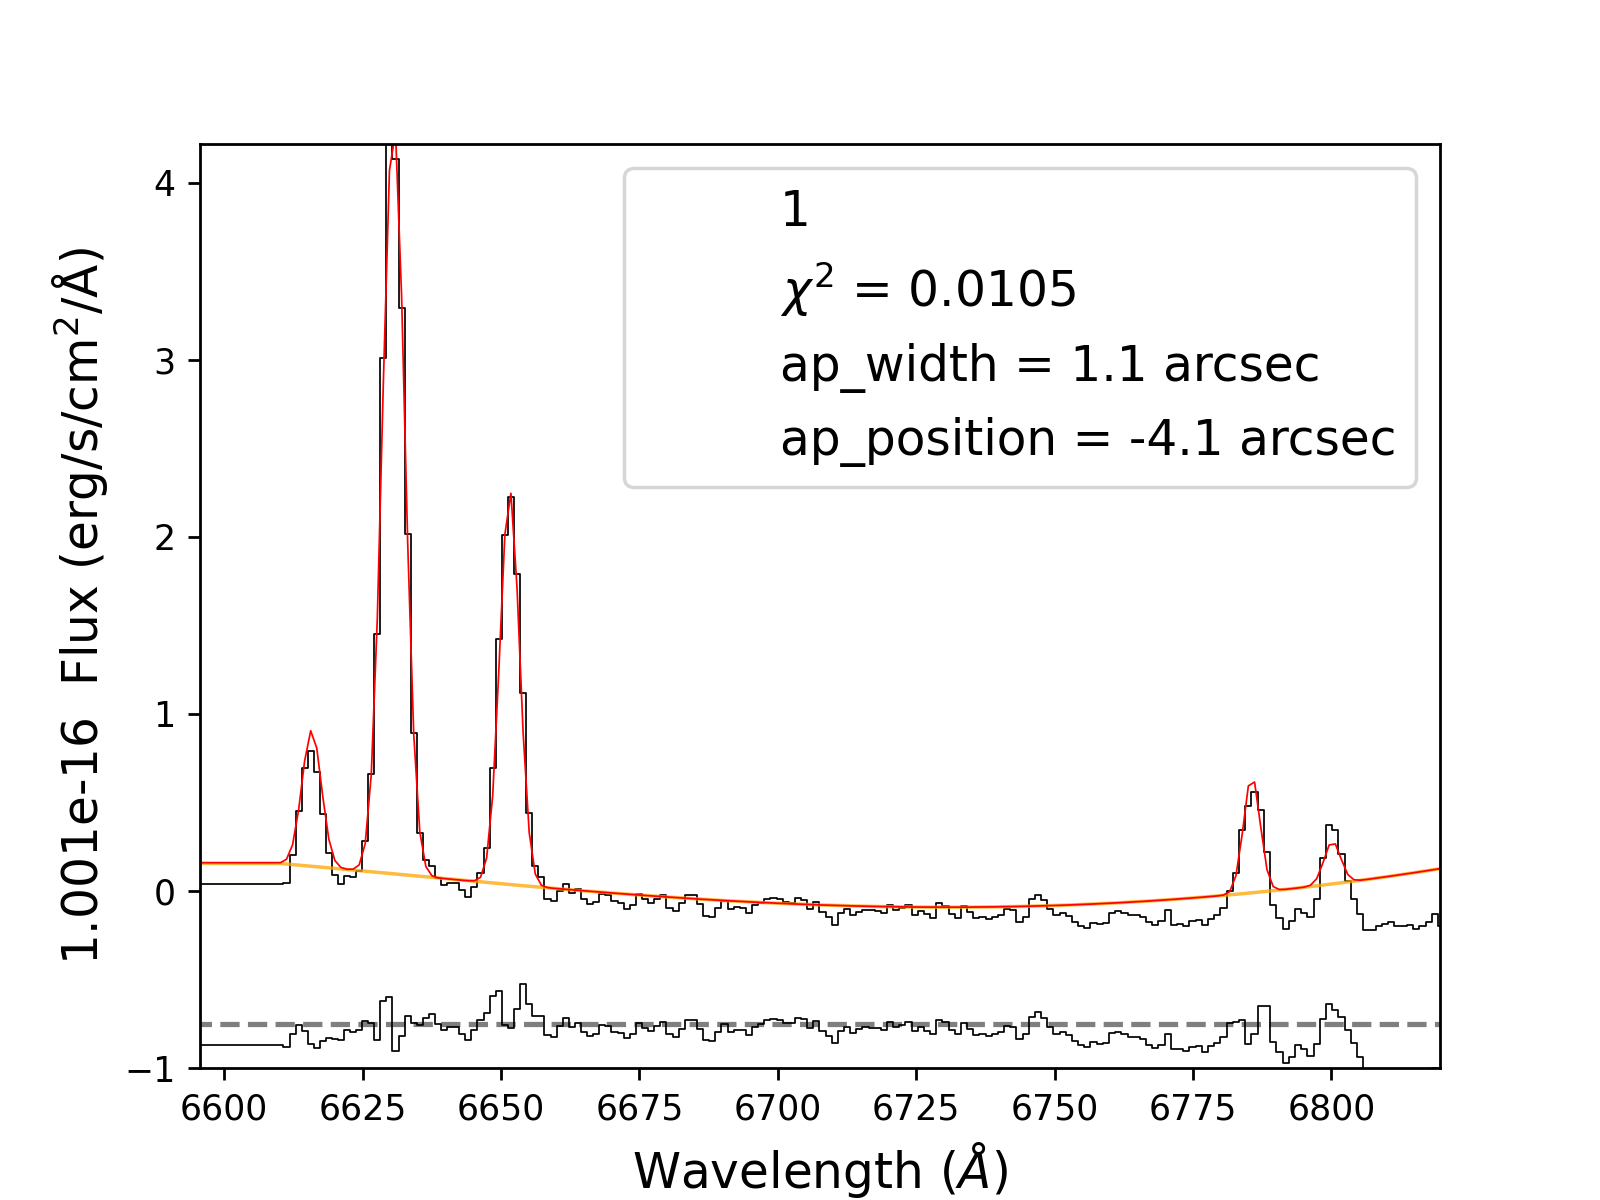 1
χ² = 0.0105
ap_width = 1.1 arcsec
ap_position = -4.1 arcsec
1.001e-16 Flux (erg/s/cm²/Å)
4
3
2
1
0
−1
6600 6625 6650 6675 6700 6725 6750 6775 6800
Wavelength (Å)